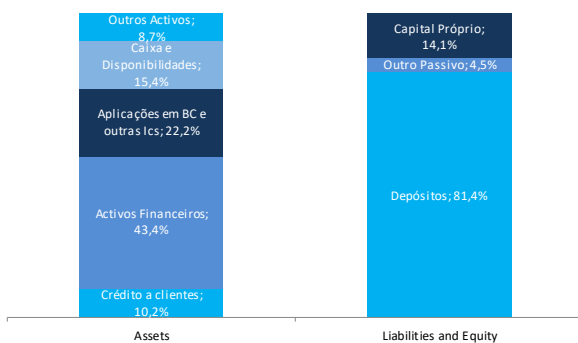 Outros Activos;
8,7%
Caixa e
Disponibilidades;
15,4%
Aplicações em BC e
outras Ics; 22,2%
Activos Financeiros;
43,4%
Crédito a clientes;
10,2%
Assets
Capital Próprio;
14,1%
Outro Passivo; 4,5%
Depósitos; 81,4%
Liabilities and Equity